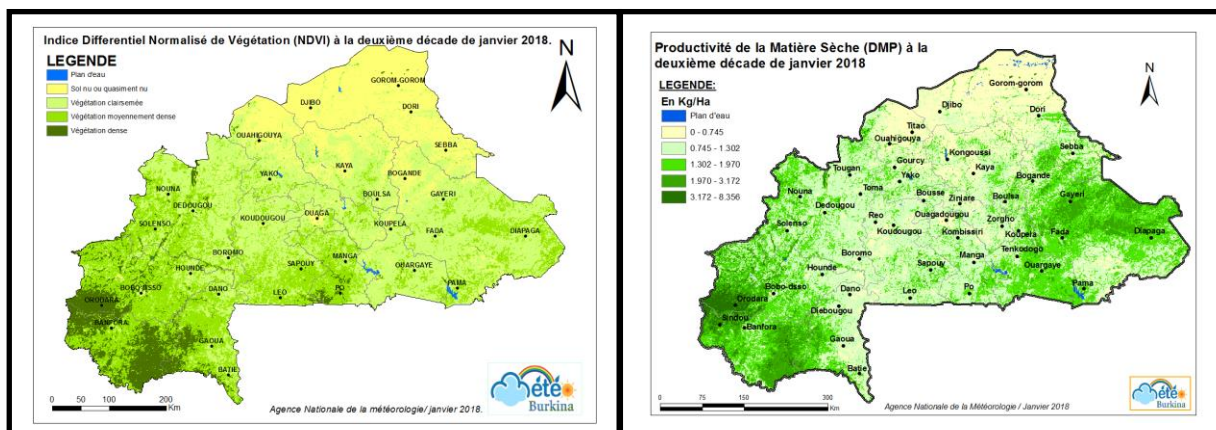 Indice Differentiel Normalisé de Végétation (NDVI) à la deuxième décade de janvier 2018.
LEGENDE
Plan d'eau
Sol nu ou quasiment nu
Végétation clairsemée
Végétation moyennement dense
Végétation dense
N
GOROM-GOROM
DJIBO
DORI
OUAHIGOUYA
SEBBA
KAYA
BOGANDE
YAKO
NOUNA
BOULSA
GAYERI
DEDOUGOU
KOUDOUGOU
OUAGA
SOLENSO
KOUPELA
FADA
DIAPAGA
BOROMO
MANGA
HOUNDE
SAPOUY
OUARGAYE
BOBO-DSSO
DANO
LEO
PO
PAMA
ORODARA
BANFORA
GAOUA
BATIE
0 50 100 200
Km
Agence Nationale de la météorologie/ janvier 2018.
été
Burkina
Productivité de la Matière Sèche (DMP) à la
deuxième décade de janvier 2018
LEGENDE:
En Kg/Ha
Plan d'eau
0 - 0.745
0.745 - 1.302
1.302 - 1.970
1.970 - 3.172
3.172 - 8.356
N
Gorom-gorom
Djibo
Dori
Titao
Ouahigouya
Kongoussi
Sebba
Gourcy
Kaya
Tougan
Yako
Bogande
Nouna
Toma
Bousse
Boulsa
Gayeri
Ziniare
Dedougou
Reo
Ouagadougou
Zorgho
Solenso
Koudougou
Koupera
Kombissiri
Fada
Diapaga
Tenkodogo
Boromo
Manga
Ouargaye
Hounde
Sapouy
Pama
Bobo-dsso
Dano
Leo
Po
Orodara
Diebougou
Sindou
Banfora
Gaoua
Batie
0 75 150 300
Km
Agence Nationale de la Météorologie/ Janvier 2018
été
Burkina